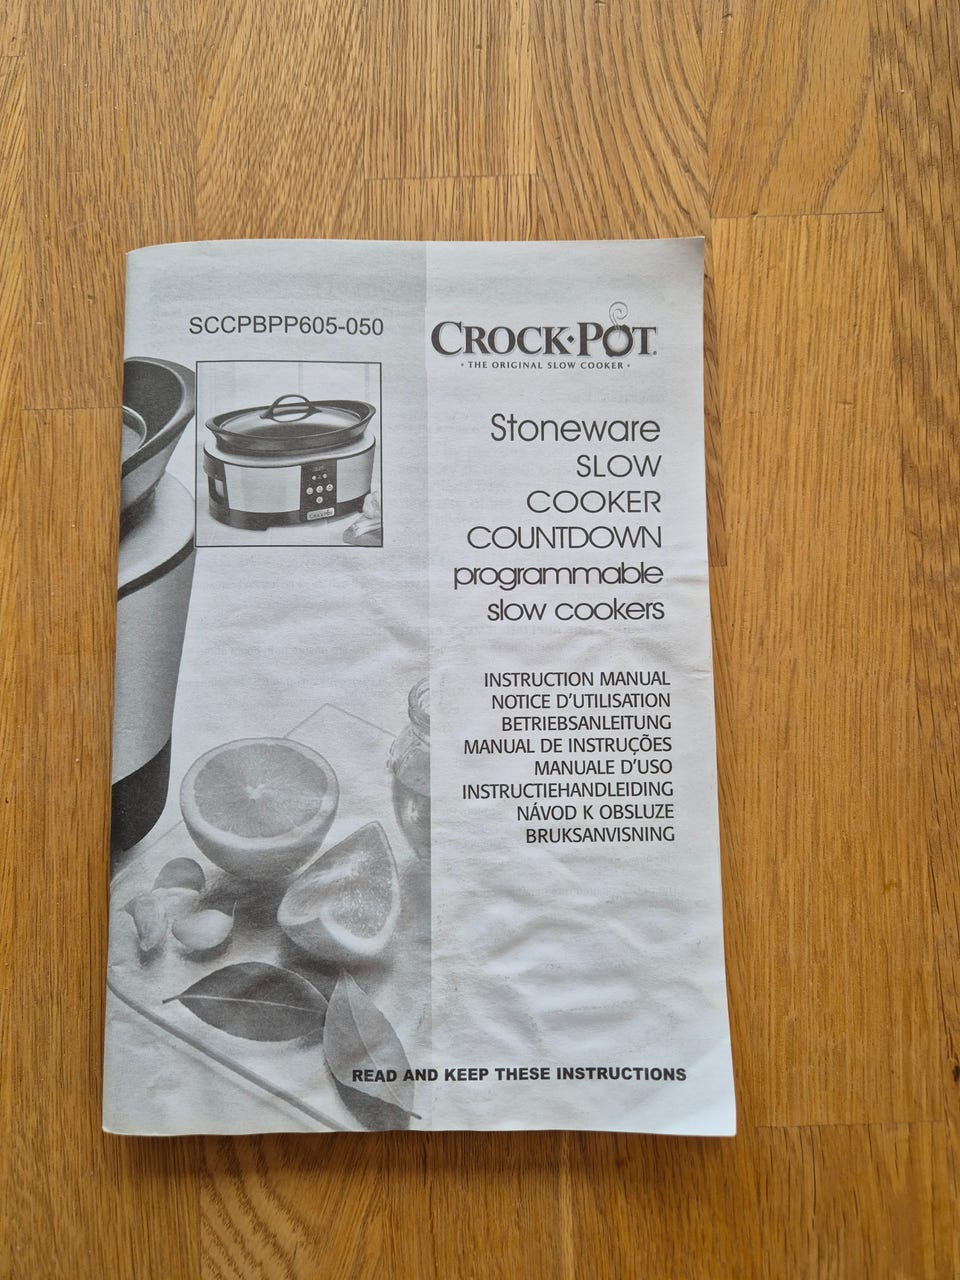 SCCPBPP605-050
CROCK·POT®
· THE ORIGINAL SLOW COOKER ·
Stoneware
SLOW
COOKER
COUNTDOWN
programmable
slow cookers
INSTRUCTION MANUAL
NOTICE D'UTILISATION
BETRIEBSANLEITUNG
MANUAL DE INSTRUÇÕES
MANUALE D'USO
INSTRUCTIEHANDLEIDING
NÁVOD K OBSLUZE
BRUKSANVISNING
READ AND KEEP THESE INSTRUCTIONS